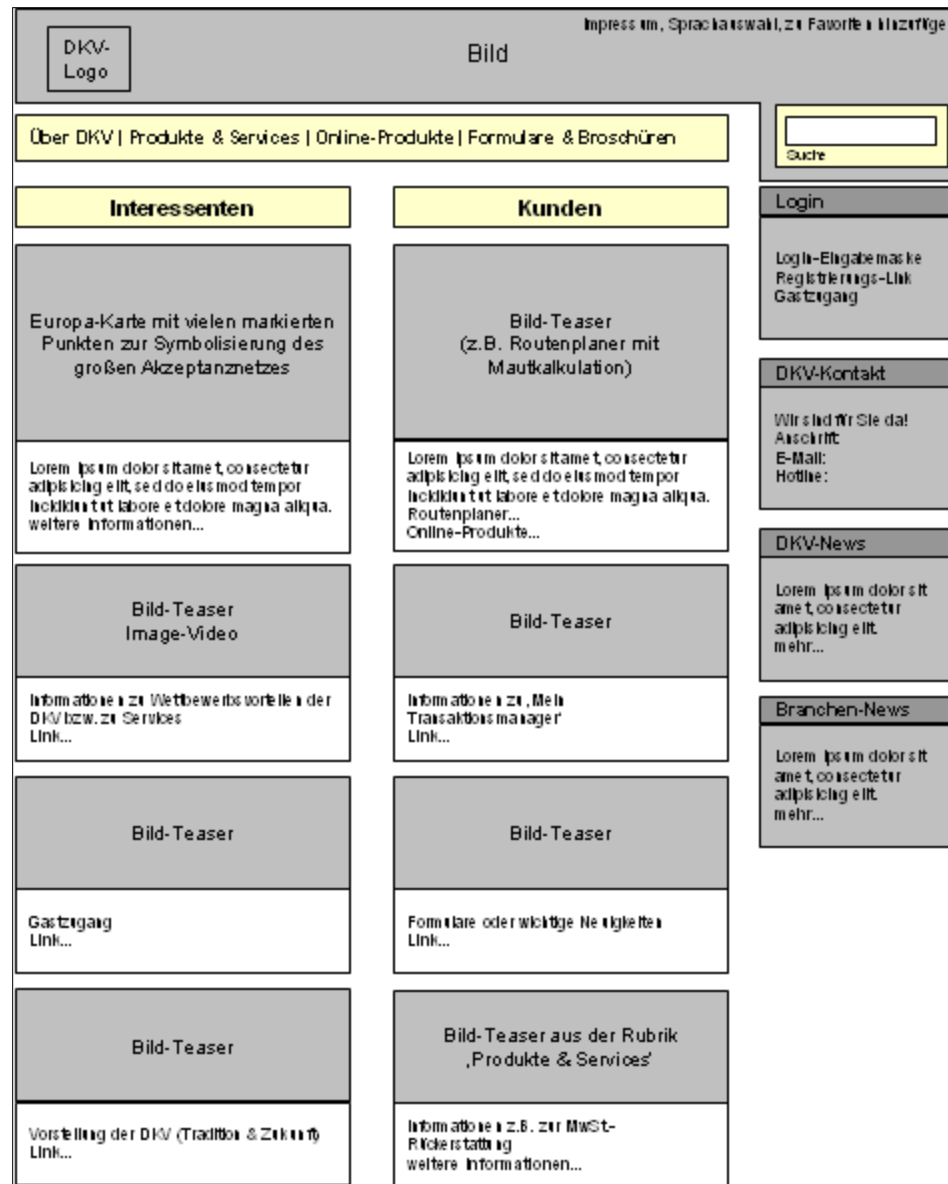 Impressum, Sprachauswahl, zu Favoriten hinzufüge
DKV-
Logo
Bild
Über DKV | Produkte & Services | Online-Produkte | Formulare & Broschüren
Suche
Interessenten
Europa-Karte mit vielen markierten
Punkten zur Symbolisierung des
großen Akzeptanznetzes
Lorem ipsum dolor sit amet, consectetur
adipisicing elit, sed do eius mod tempor
incididunt ut labore et dolore magna aliqua.
weitere Informationen...
Bild-Teaser
Image-Video
Informationen zu Wettbewerbsvorteilen der
DKV bzw. zu Services
Link...
Bild-Teaser
Gastzugang
Link...
Bild-Teaser
Vorstellung der DKV (Tradition & Zukunft)
Link...
Kunden
Bild-Teaser
(z.B. Routenplaner mit
Mautkalkulation)
Lorem ipsum dolor sit amet, consectetur
adipisicing elit, sed do eius mod tempor
incididunt ut labore et dolore magna aliqua.
Routenplaner...
Online-Produkte...
Bild-Teaser
Informationen zu ‚Mein
Transaktionsmanager'
Link...
Bild-Teaser
Formulare oder wichtige Neuigkeiten
Link...
Bild-Teaser aus der Rubrik
‚Produkte & Services'
Informationen z.B. zur MwSt.-
Rückerstattung
weitere Informationen...
Login
Login-Eingabemaske
Registrierungs-Link
Gastzugang
DKV-Kontakt
Wir sind für Sie da!
Anschrift:
E-Mail:
Hotline:
DKV-News
Lorem ipsum dolor sit
amet, consectetur
adipisicing elit.
mehr...
Branchen-News
Lorem ipsum dolor sit
amet, consectetur
adipisicing elit.
mehr...